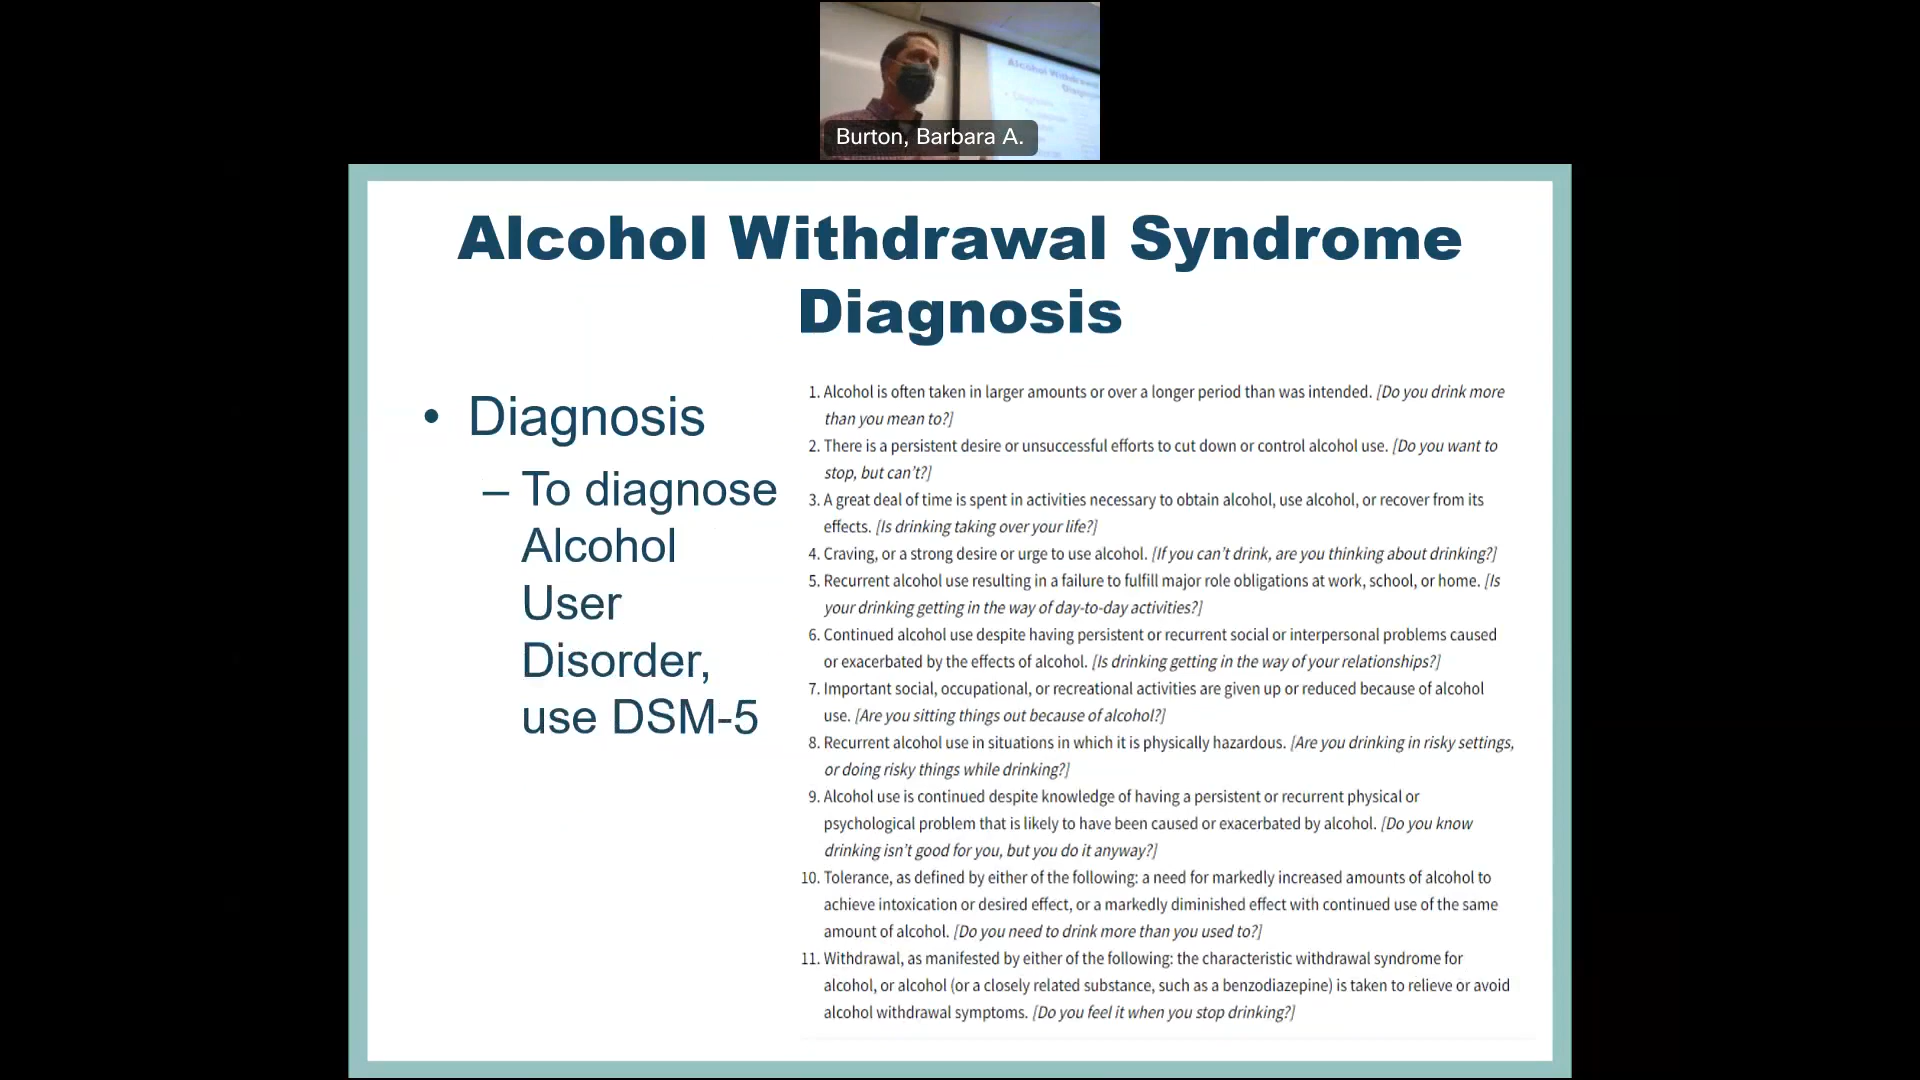 Alcohol Withdra
Diagnos
Burton, Barbara A.
Alcohol Withdrawal Syndrome
Diagnosis
• Diagnosis
– To diagnose
Alcohol
User
Disorder,
use DSM-5
1. Alcohol is often taken in larger amounts or over a longer period than was intended. [Do you drink more
than you mean to?]
2. There is a persistent desire or unsuccessful efforts to cut down or control alcohol use. [Do you want to
stop, but can’t?]
3. A great deal of time is spent in activities necessary to obtain alcohol, use alcohol, or recover from its
effects. [Is drinking taking over your life?]
4. Craving, or a strong desire or urge to use alcohol. [If you can’t drink, are you thinking about drinking?]
5. Recurrent alcohol use resulting in a failure to fulfill major role obligations at work, school, or home. [Is
your drinking getting in the way of day-to-day activities?]
6. Continued alcohol use despite having persistent or recurrent social or interpersonal problems caused
or exacerbated by the effects of alcohol. [Is drinking getting in the way of your relationships?]
7. Important social, occupational, or recreational activities are given up or reduced because of alcohol
use. [Are you sitting things out because of alcohol?]
8. Recurrent alcohol use in situations in which it is physically hazardous. [Are you drinking in risky settings,
or doing risky things while drinking?]
9. Alcohol use is continued despite knowledge of having a persistent or recurrent physical or
psychological problem that is likely to have been caused or exacerbated by alcohol. [Do you know
drinking isn’t good for you, but you do it anyway?]
10. Tolerance, as defined by either of the following: a need for markedly increased amounts of alcohol to
achieve intoxication or desired effect, or a markedly diminished effect with continued use of the same
amount of alcohol. [Do you need to drink more than you used to?]
11. Withdrawal, as manifested by either of the following: the characteristic withdrawal syndrome for
alcohol, or alcohol (or a closely related substance, such as a benzodiazepine) is taken to relieve or avoid
alcohol withdrawal symptoms. [Do you feel it when you stop drinking?]